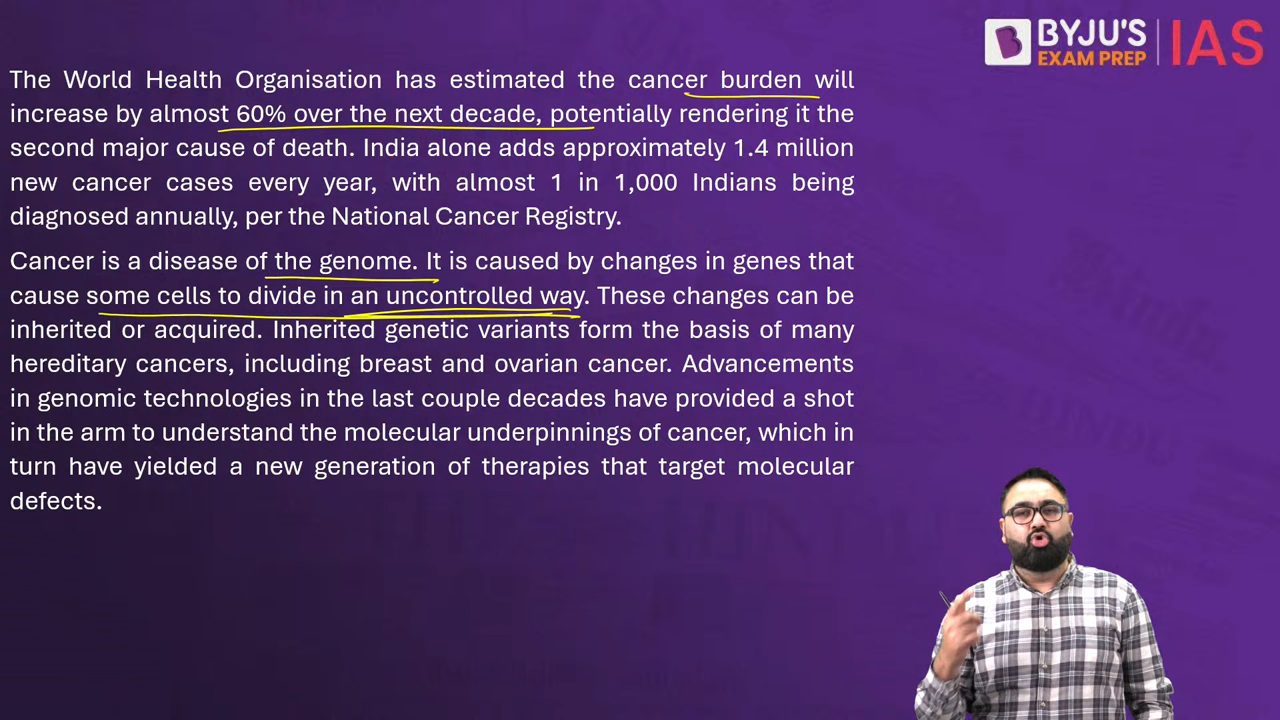 BYJU'S
EXAM PREP
IAS
The World Health Organisation has estimated the cancer burden will
increase by almost 60% over the next decade, potentially rendering it the
second major cause of death. India alone adds approximately 1.4 million
new cancer cases every year, with almost 1 in 1,000 Indians being
diagnosed annually, per the National Cancer Registry.
Cancer is a disease of the genome. It is caused by changes in genes that
cause some cells to divide in an uncontrolled way. These changes can be
inherited or acquired. Inherited genetic variants form the basis of many
hereditary cancers, including breast and ovarian cancer. Advancements
in genomic technologies in the last couple decades have provided a shot
in the arm to understand the molecular underpinnings of cancer, which in
turn have yielded a new generation of therapies that target molecular
defects.